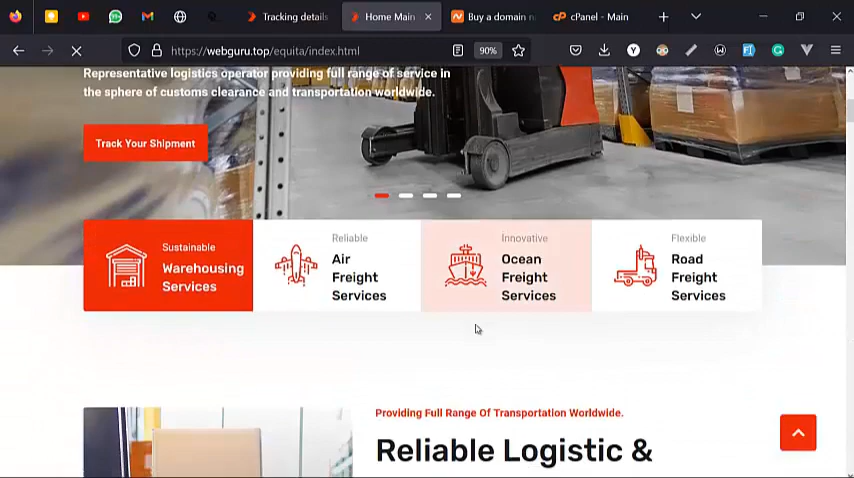 Tracking details
Home Main
Buy a domain n
cPanel - Main
https://webguru.top/equita/index.html
90%
Representative logistics operator providing full range of service in
the sphere of customs clearance and transportation worldwide.
Track Your Shipment
Sustainable
Warehousing
Services
Reliable
Air
Freight
Services
Innovative
Ocean
Freight
Services
Flexible
Road
Freight
Services
Providing Full Range Of Transportation Worldwide.
Reliable Logistic &